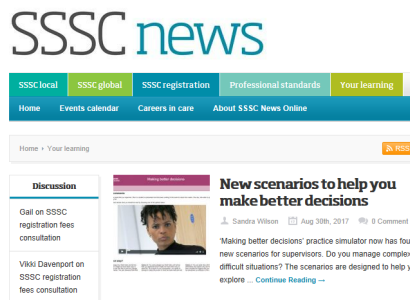 SSSC news
SSSC local SSSC global SSSC registration Professional standards Your learning
Home Events calendar Careers in care About SSSC News Online
Home › Your learning
RSS
Discussion
Gail on SSSC
registration fees
consultation
Vikki Davenport on
SSSC registration
fees consultation
Making better decisions
New scenarios to help you
make better decisions
Sandra Wilson Aug 30th, 2017 0 Comment
'Making better decisions' practice simulator now has
new scenarios for supervisors. Do you manage
difficult situations? The scenarios are designed to help
explore ... Continue Reading →